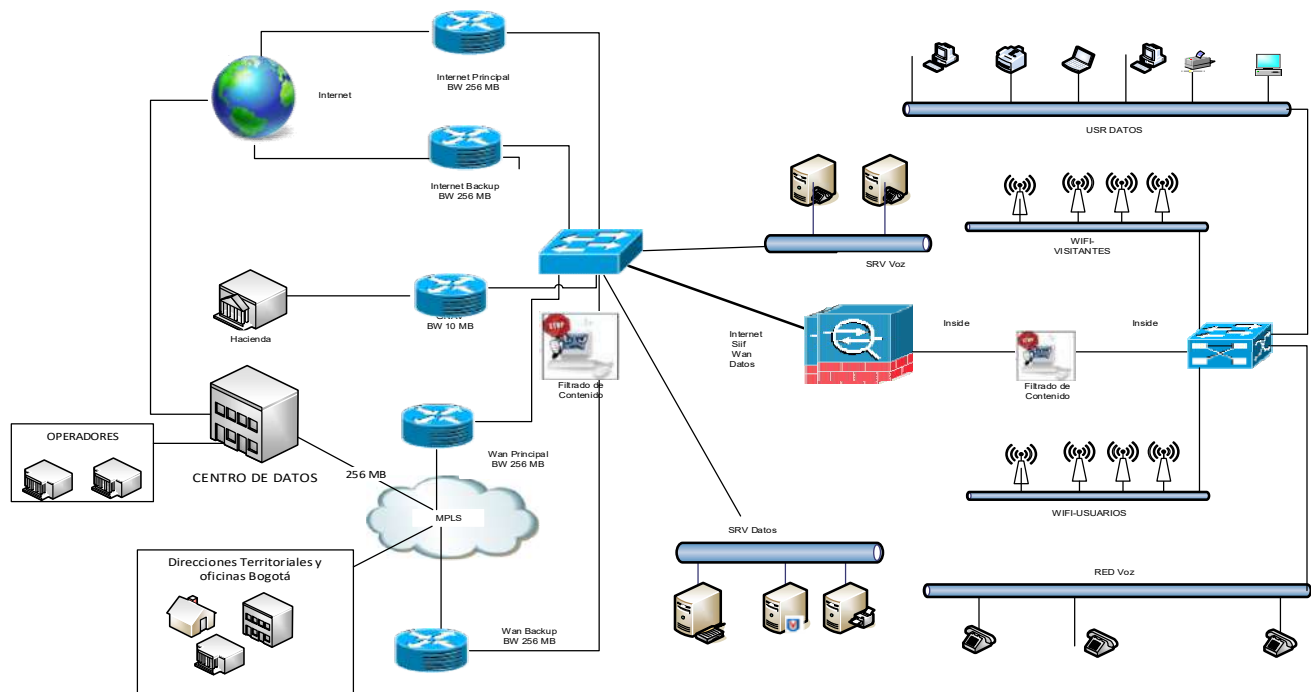 Internet
Internet Principal
BW 256 MB
Internet Backup
BW 256 MB
USR DATOS
WIFI-
VISITANTES
SRV Voz
Hacienda
BW 10 MB
STOP
Filtrado de
Contenido
Internet
Siif
Wan
Datos
Inside
Inside
STOP
Filtrado de
Contenido
OPERADORES
CENTRO DE DATOS
256 MB
Wan Principal
BW 256 MB
MPLS
WIFI-USUARIOS
SRV Datos
Direcciones Territoriales y
oficinas Bogotá
RED Voz
Wan Backup
BW 256 MB